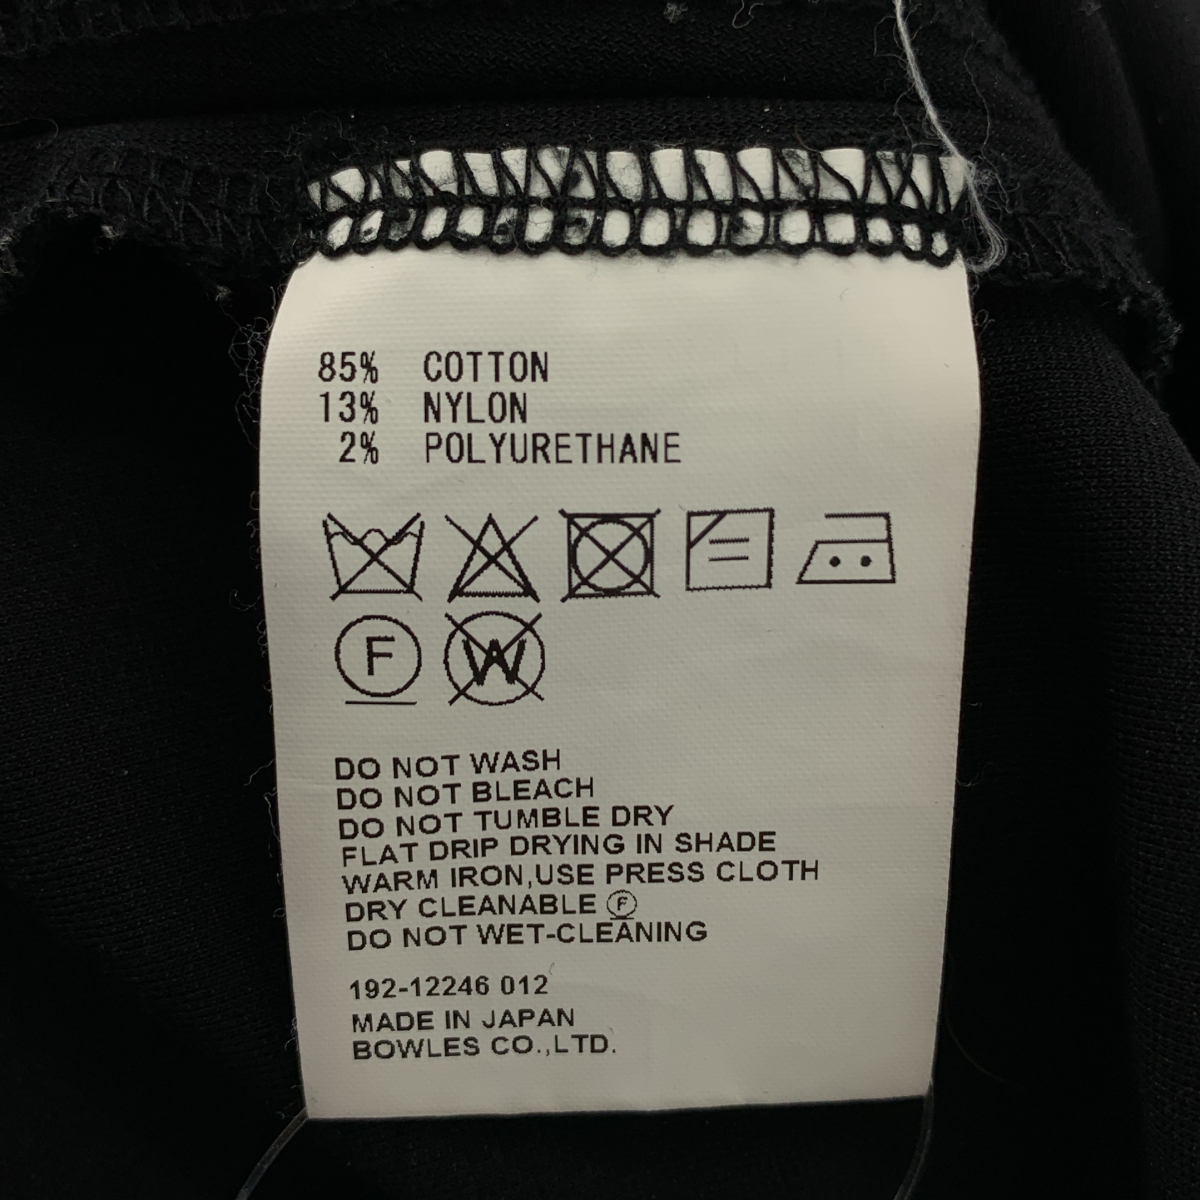 85% COTTON
13% NYLON
2% POLYURETHANE
F W
DO NOT WASH
DO NOT BLEACH
DO NOT TUMBLE DRY
FLAT DRIP DRYING IN SHADE
WARM IRON,USE PRESS CLOTH
DRY CLEANABLE Ⓕ
DO NOT WET-CLEANING
192-12246 012
MADE IN JAPAN
BOWLES CO.,LTD.